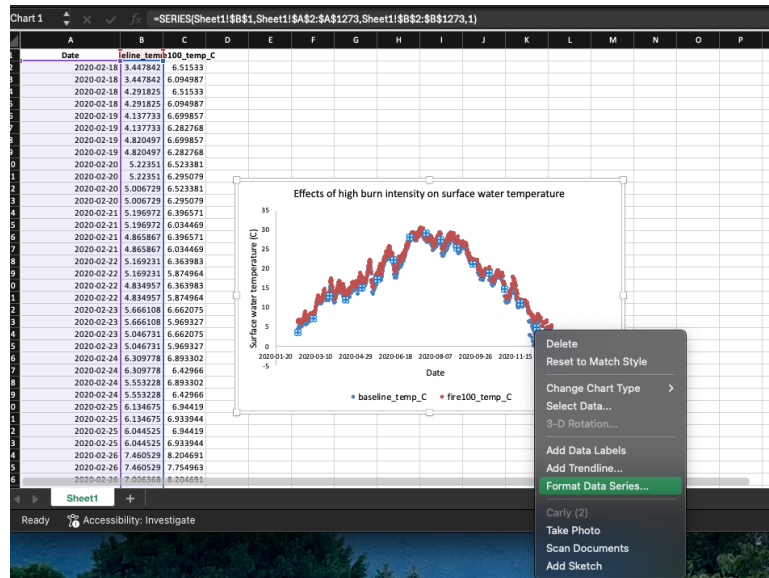 Chart 1 fx =SERIES(Sheet1!$B$1,Sheet1!$A$2:$A$1273,Sheet1!$B$2:$B$1273,1)
A B C D E F G H I J K L M N O P
Date eline_temp e100_temp_C
2020-02-18 3.447842 6.51533
2020-02-18 3.447842 6.094987
2020-02-18 4.291825 6.51533
2020-02-18 4.291825 6.094987
2020-02-19 4.137733 6.699857
2020-02-19 4.137733 6.282768
2020-02-19 4.820497 6.699857
2020-02-19 4.820497 6.282768
2020-02-20 5.22351 6.523381
2020-02-20 5.22351 6.295079
2020-02-20 5.006729 6.523381
2020-02-20 5.006729 6.295079
2020-02-21 5.196972 6.396571
2020-02-21 5.196972 6.034469
2020-02-21 4.865867 6.396571
2020-02-21 4.865867 6.034469
2020-02-22 5.169231 6.363983
2020-02-22 5.169231 5.874964
2020-02-22 4.834957 6.363983
2020-02-22 4.834957 5.874964
2020-02-23 5.666108 6.662075
2020-02-23 5.666108 5.969327
2020-02-23 5.046731 6.662075
2020-02-23 5.046731 5.969327
2020-02-24 6.309778 6.893302
2020-02-24 6.309778 6.42966
2020-02-24 5.553228 6.893302
2020-02-24 5.553228 6.42966
2020-02-25 6.134675 6.94419
2020-02-25 6.134675 6.933944
2020-02-25 6.044525 6.94419
2020-02-25 6.044525 6.933944
2020-02-26 7.460529 8.204691
2020-02-26 7.460529 7.754963
2020-02-26 7.006368 8.204691
Effects of high burn intensity on surface water temperature
Surface water temperature (C)
35
30
25
20
15
10
5
0
-5
2020-01-20 2020-03-10 2020-04-29 2020-06-18 2020-08-07 2020-09-26 2020-11-15
Date
baseline_temp_C fire100_temp_C
Delete
Reset to Match Style
Change Chart Type
Select Data...
3-D Rotation...
Add Data Labels
Add Trendline...
Format Data Series...
Carly (2)
Take Photo
Scan Documents
Add Sketch
Sheet1 +
Ready Accessibility: Investigate